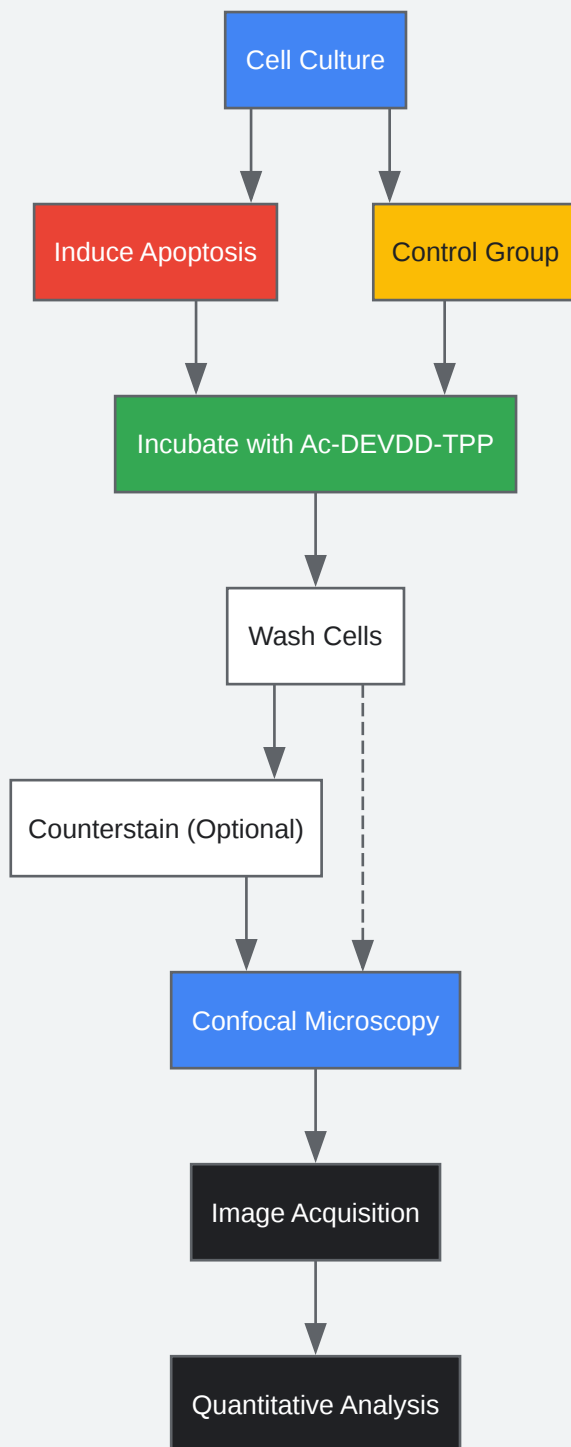 Cell Culture
Induce Apoptosis
Control Group
Incubate with Ac-DEVDD-TPP
Wash Cells
Counterstain (Optional)
Confocal Microscopy
Image Acquisition
Quantitative Analysis